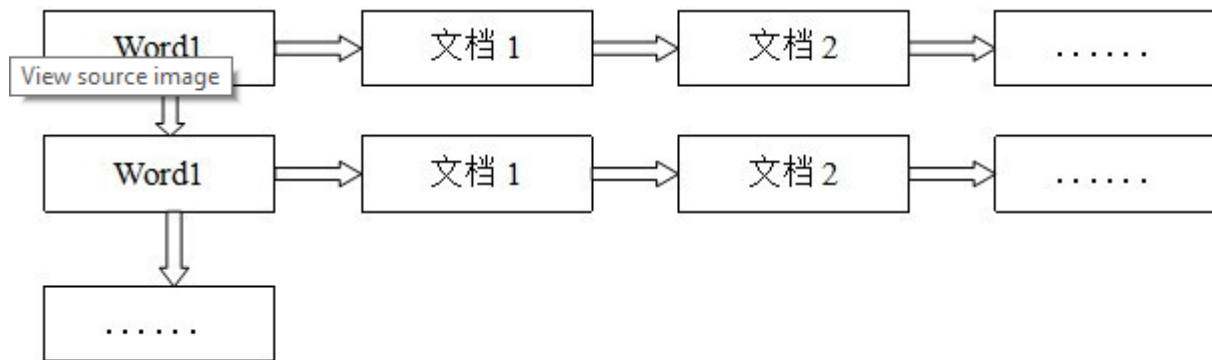 Word1 文档 1 文档 2 ......
View source image
Word1 文档 1 文档 2 ......
......